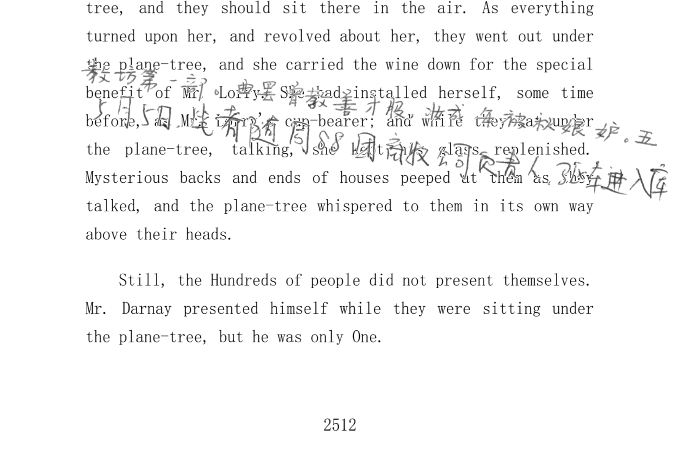 tree, and they should sit there in the air. As everything
turned upon her, and revolved about her, they went out under
the plane-tree, and she carried the wine down for the special
教坊第一部。曲罢曾教善才服，妆成每被秋娘妒。五
benefit of Mr. Lorry. She had installed herself, some time
before, as Mr. Lorry's cup-bearer; and while they sat under
5月5日.笔者随同88团商牧公司负责人驱车进入库
the plane-tree, talking, she kept his glass replenished.
Mysterious backs and ends of houses peeped at them as they
talked, and the plane-tree whispered to them in its own way
above their heads.
Still, the Hundreds of people did not present themselves.
Mr. Darnay presented himself while they were sitting under
the plane-tree, but he was only One.
2512